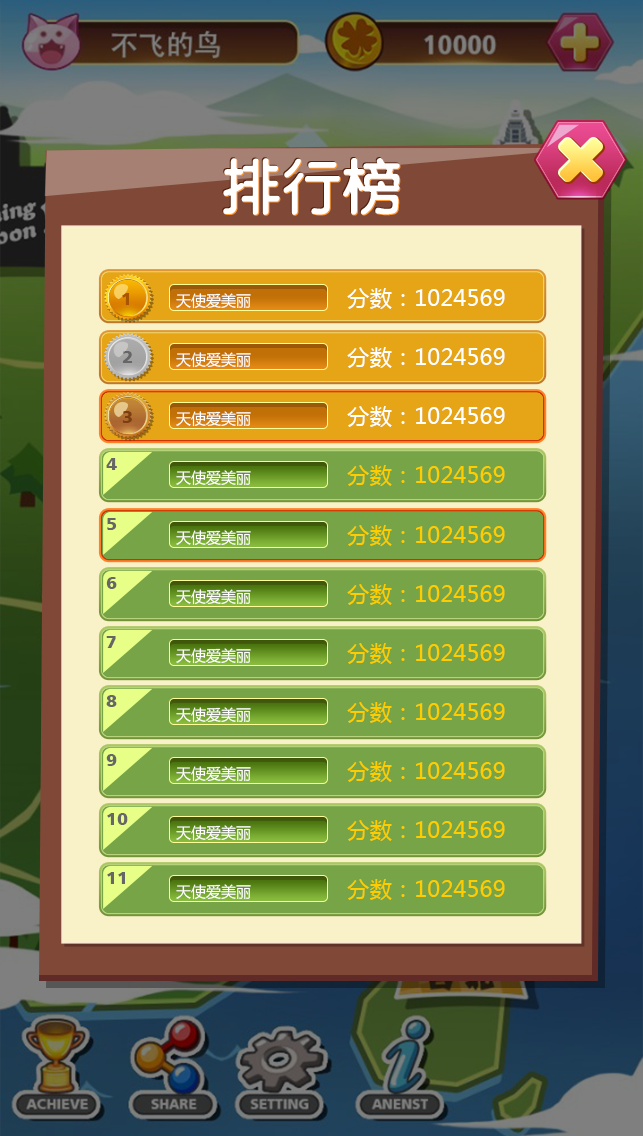 不飞的鸟 10000
排行榜
1 天使爱美丽 分数：1024569
2 天使爱美丽 分数：1024569
3 天使爱美丽 分数：1024569
4 天使爱美丽 分数：1024569
5 天使爱美丽 分数：1024569
6 天使爱美丽 分数：1024569
7 天使爱美丽 分数：1024569
8 天使爱美丽 分数：1024569
9 天使爱美丽 分数：1024569
10 天使爱美丽 分数：1024569
11 天使爱美丽 分数：1024569
ACHIEVE SHARE SETTING ANENST